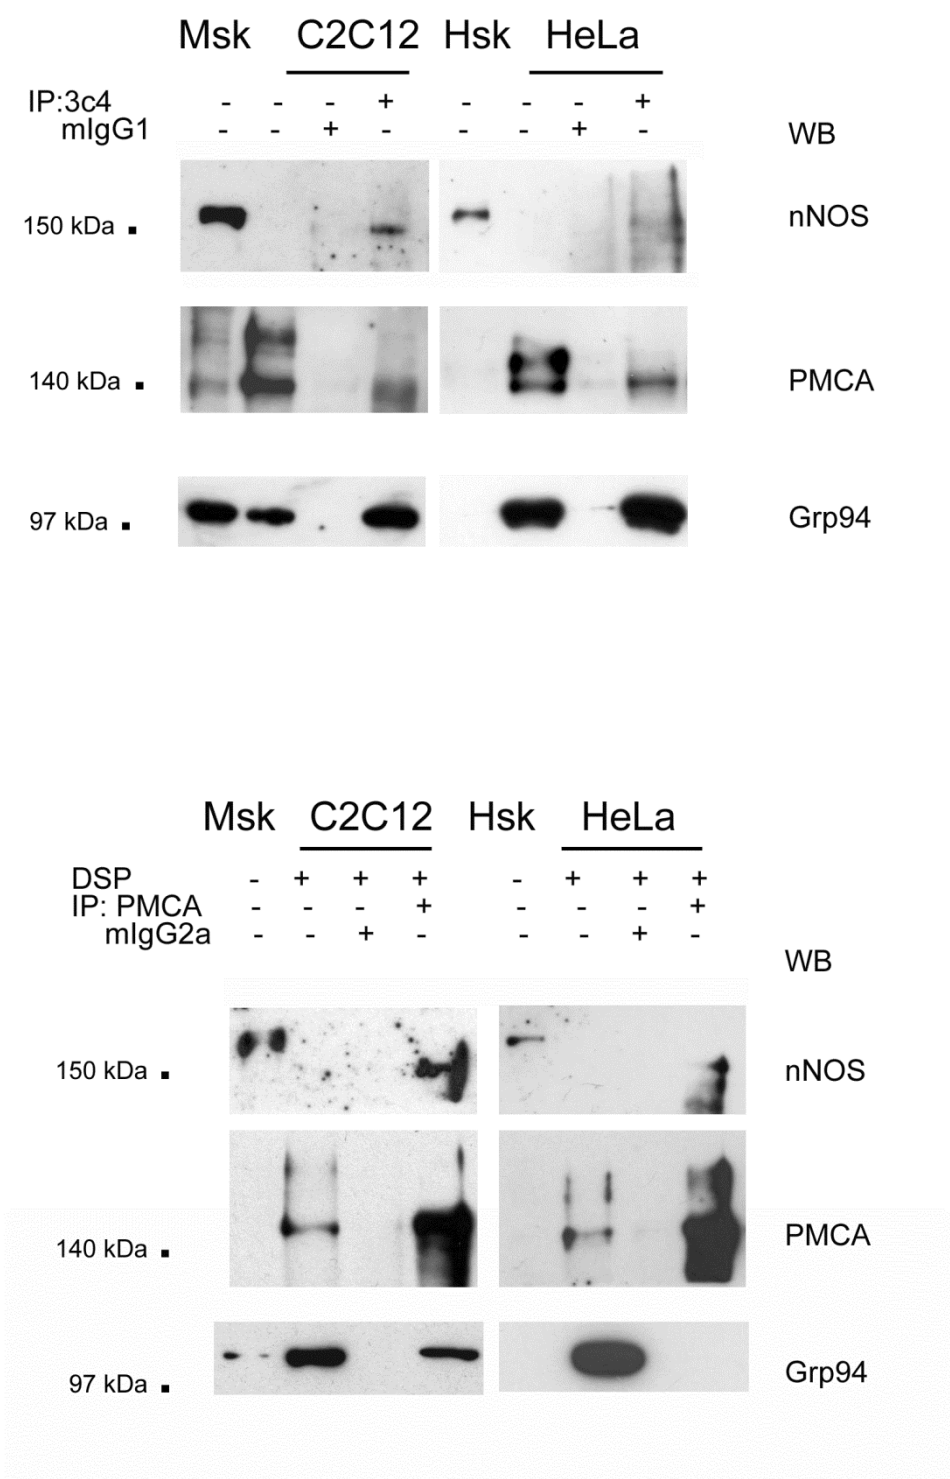 Msk C2C12 Hsk HeLa
IP:3c4 - - - + - - - +
mIgG1 - - + - - - + -
WB
150 kDa nNOS
140 kDa PMCA
97 kDa Grp94
Msk C2C12 Hsk HeLa
DSP - + + + - + + +
IP: PMCA - - - + - - - +
mIgG2a - - + - - - + -
WB
150 kDa nNOS
140 kDa PMCA
97 kDa Grp94